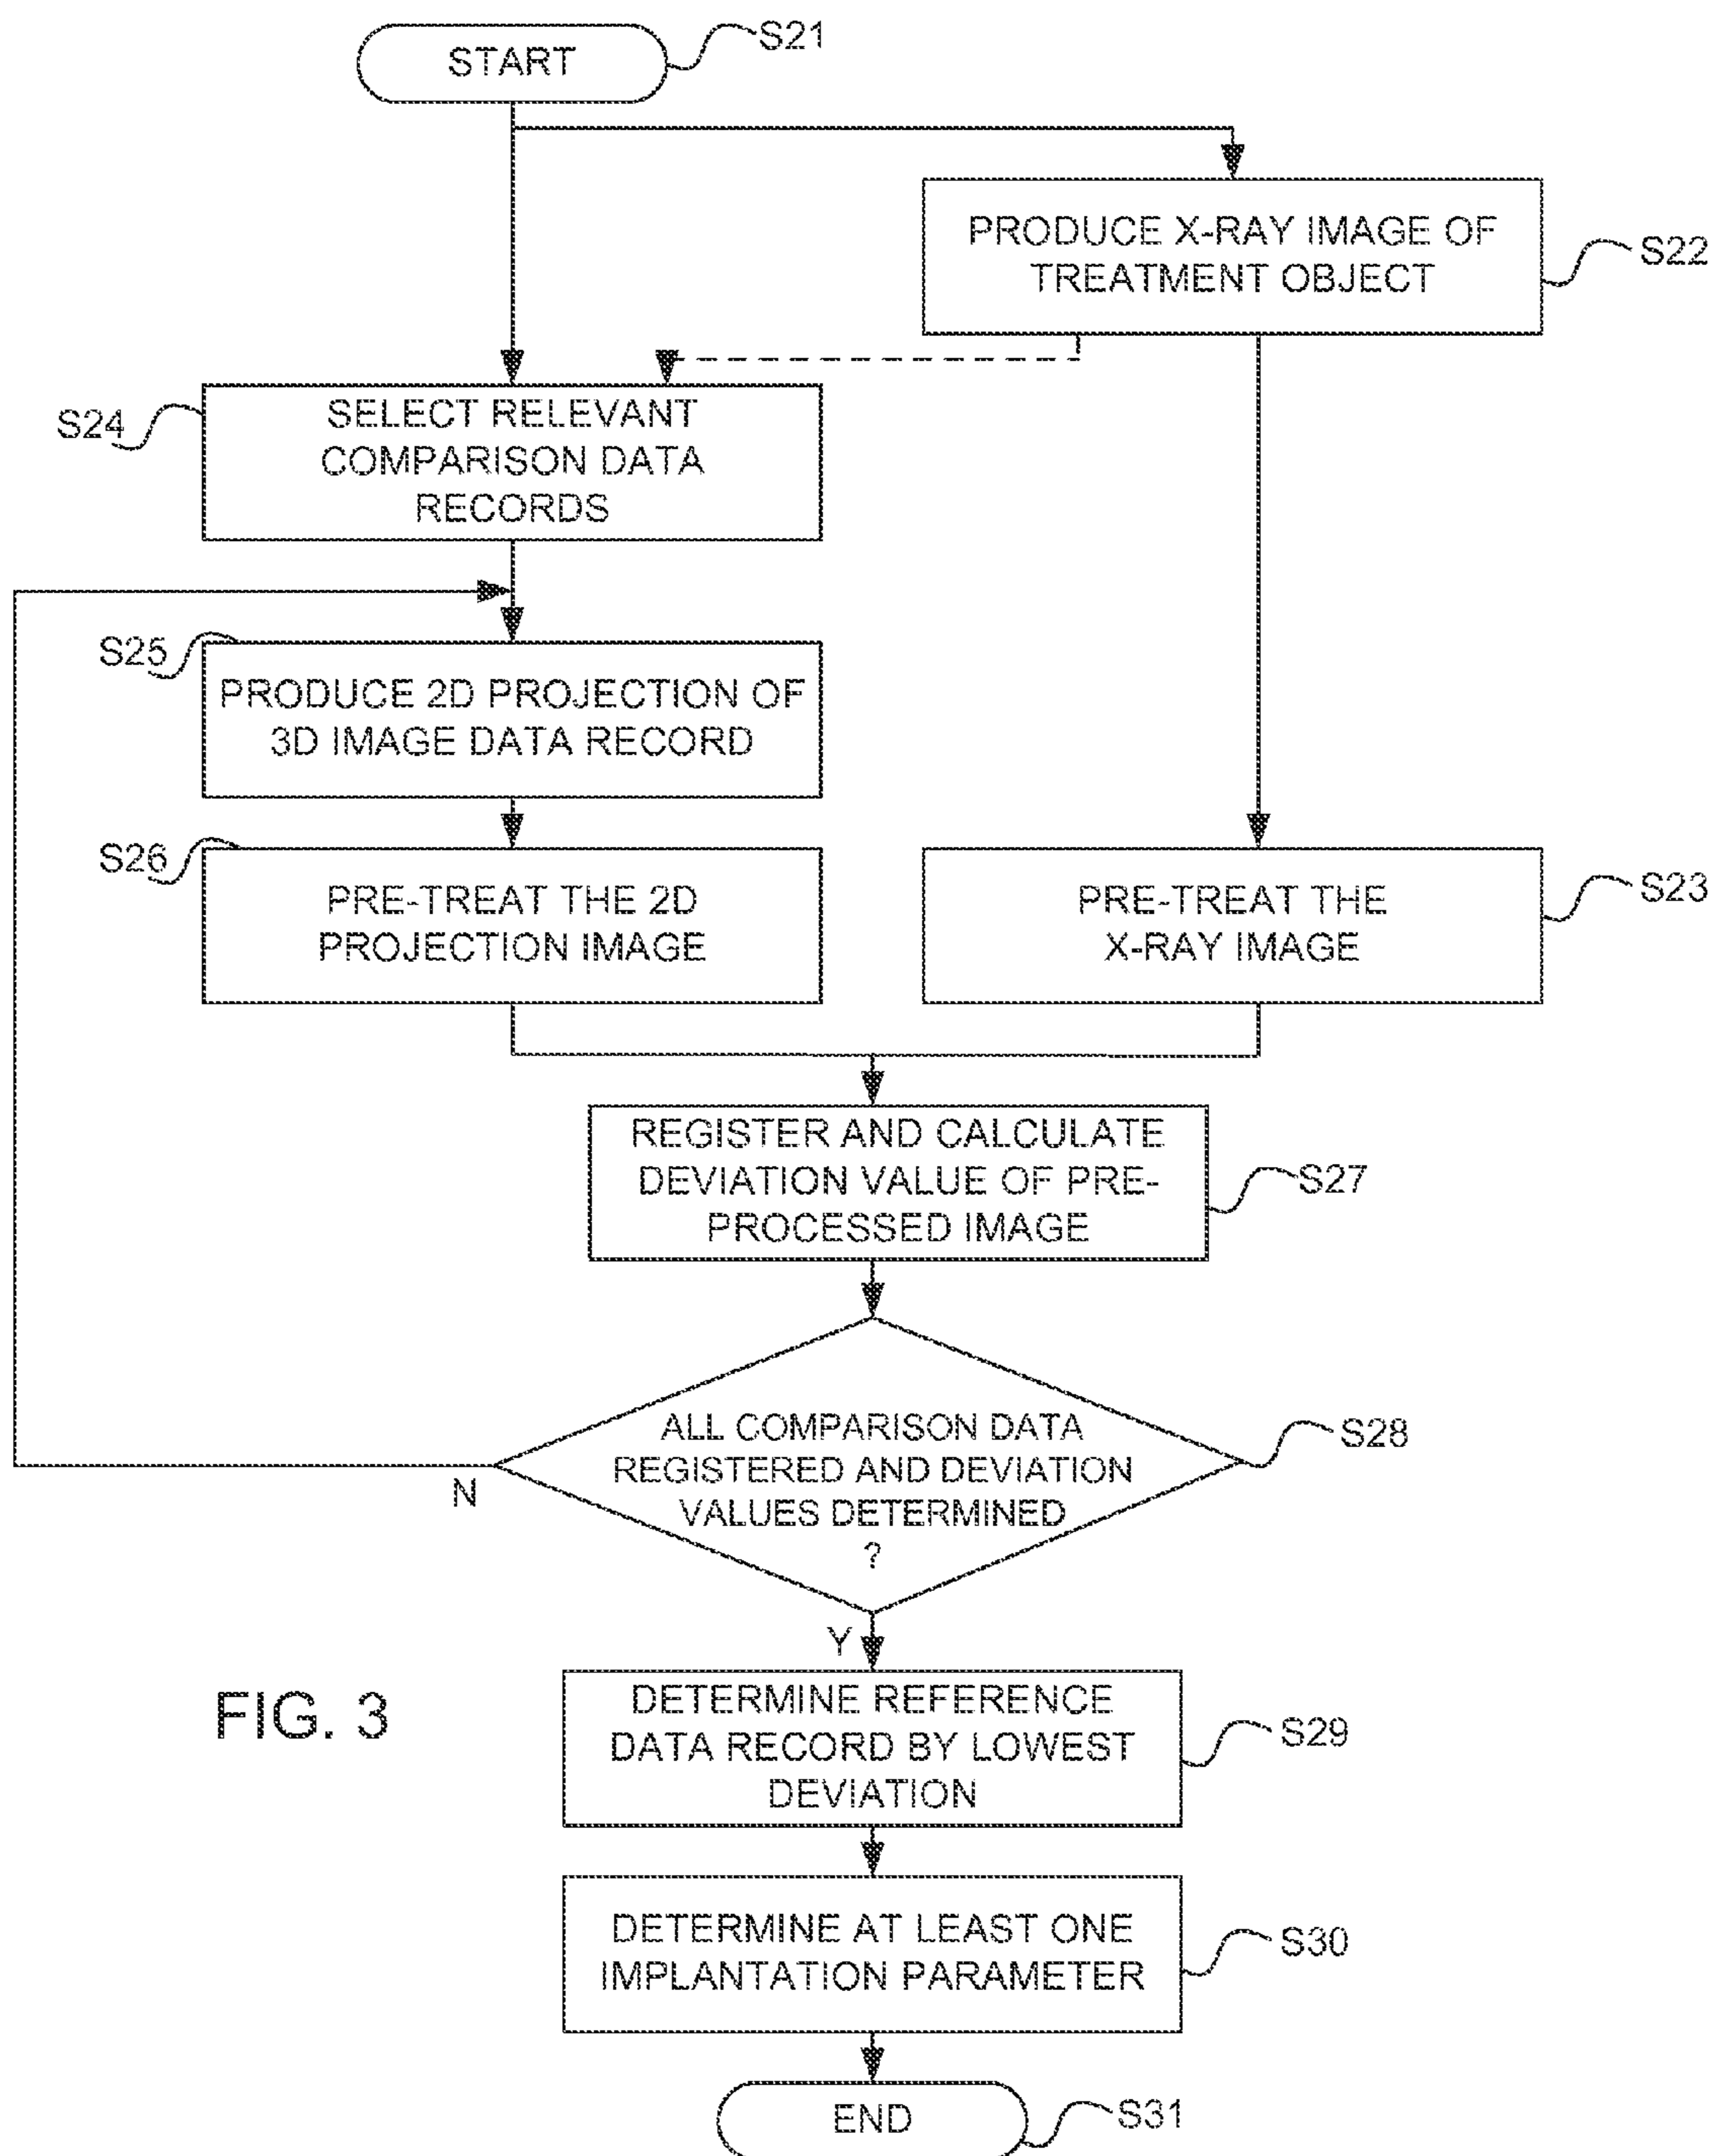 START
S21
PRODUCE X-RAY IMAGE OF
TREATMENT OBJECT
S22
S24
SELECT RELEVANT
COMPARISON DATA
RECORDS
S25
PRODUCE 2D PROJECTION OF
3D IMAGE DATA RECORD
S26
PRE-TREAT THE 2D
PROJECTION IMAGE
PRE-TREAT THE
X-RAY IMAGE
S23
REGISTER AND CALCULATE
DEVIATION VALUE OF PRE-
PROCESSED IMAGE
S27
ALL COMPARISON DATA
REGISTERED AND DEVIATION
VALUES DETERMINED
?
S28
N
Y
FIG. 3
DETERMINE REFERENCE
DATA RECORD BY LOWEST
DEVIATION
S29
DETERMINE AT LEAST ONE
IMPLANTATION PARAMETER
S30
END
S31